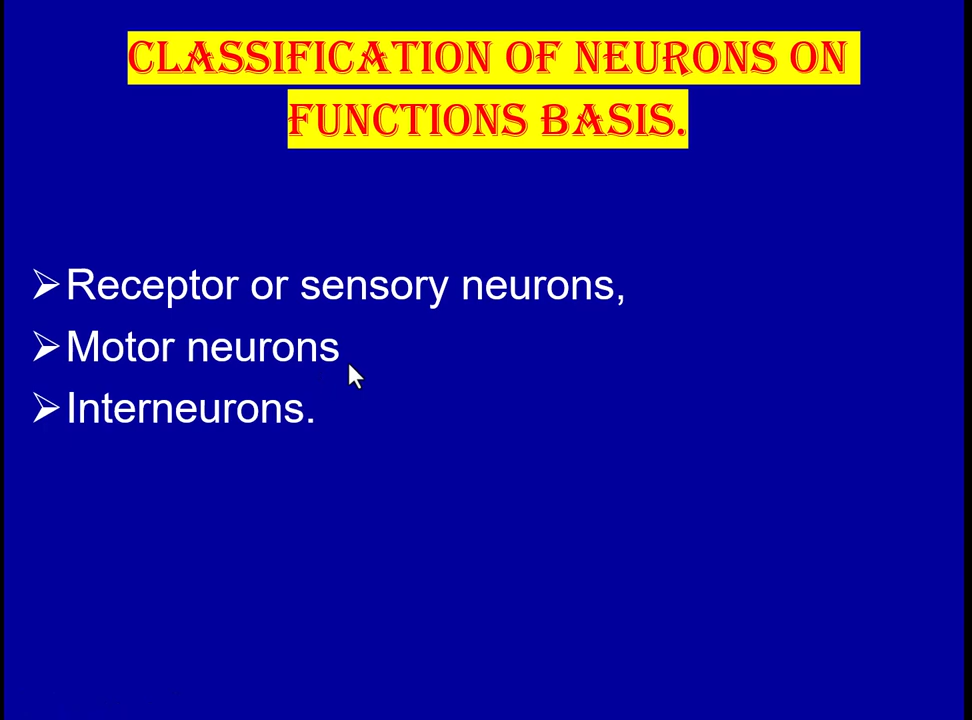 CLASSIFICATION OF NEURONS ON
FUNCTIONS BASIS.
Receptor or sensory neurons,
Motor neurons
Interneurons.